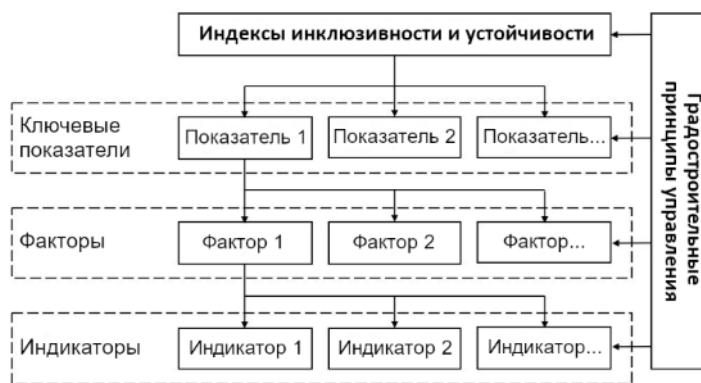 Индексы инклюзивности и устойчивости
Ключевые
показатели
Показатель 1
Показатель 2
Показатель...
Факторы
Фактор 1
Фактор 2
Фактор...
Индикаторы
Индикатор 1
Индикатор 2
Индикатор...
Градостроительные
принципы управления